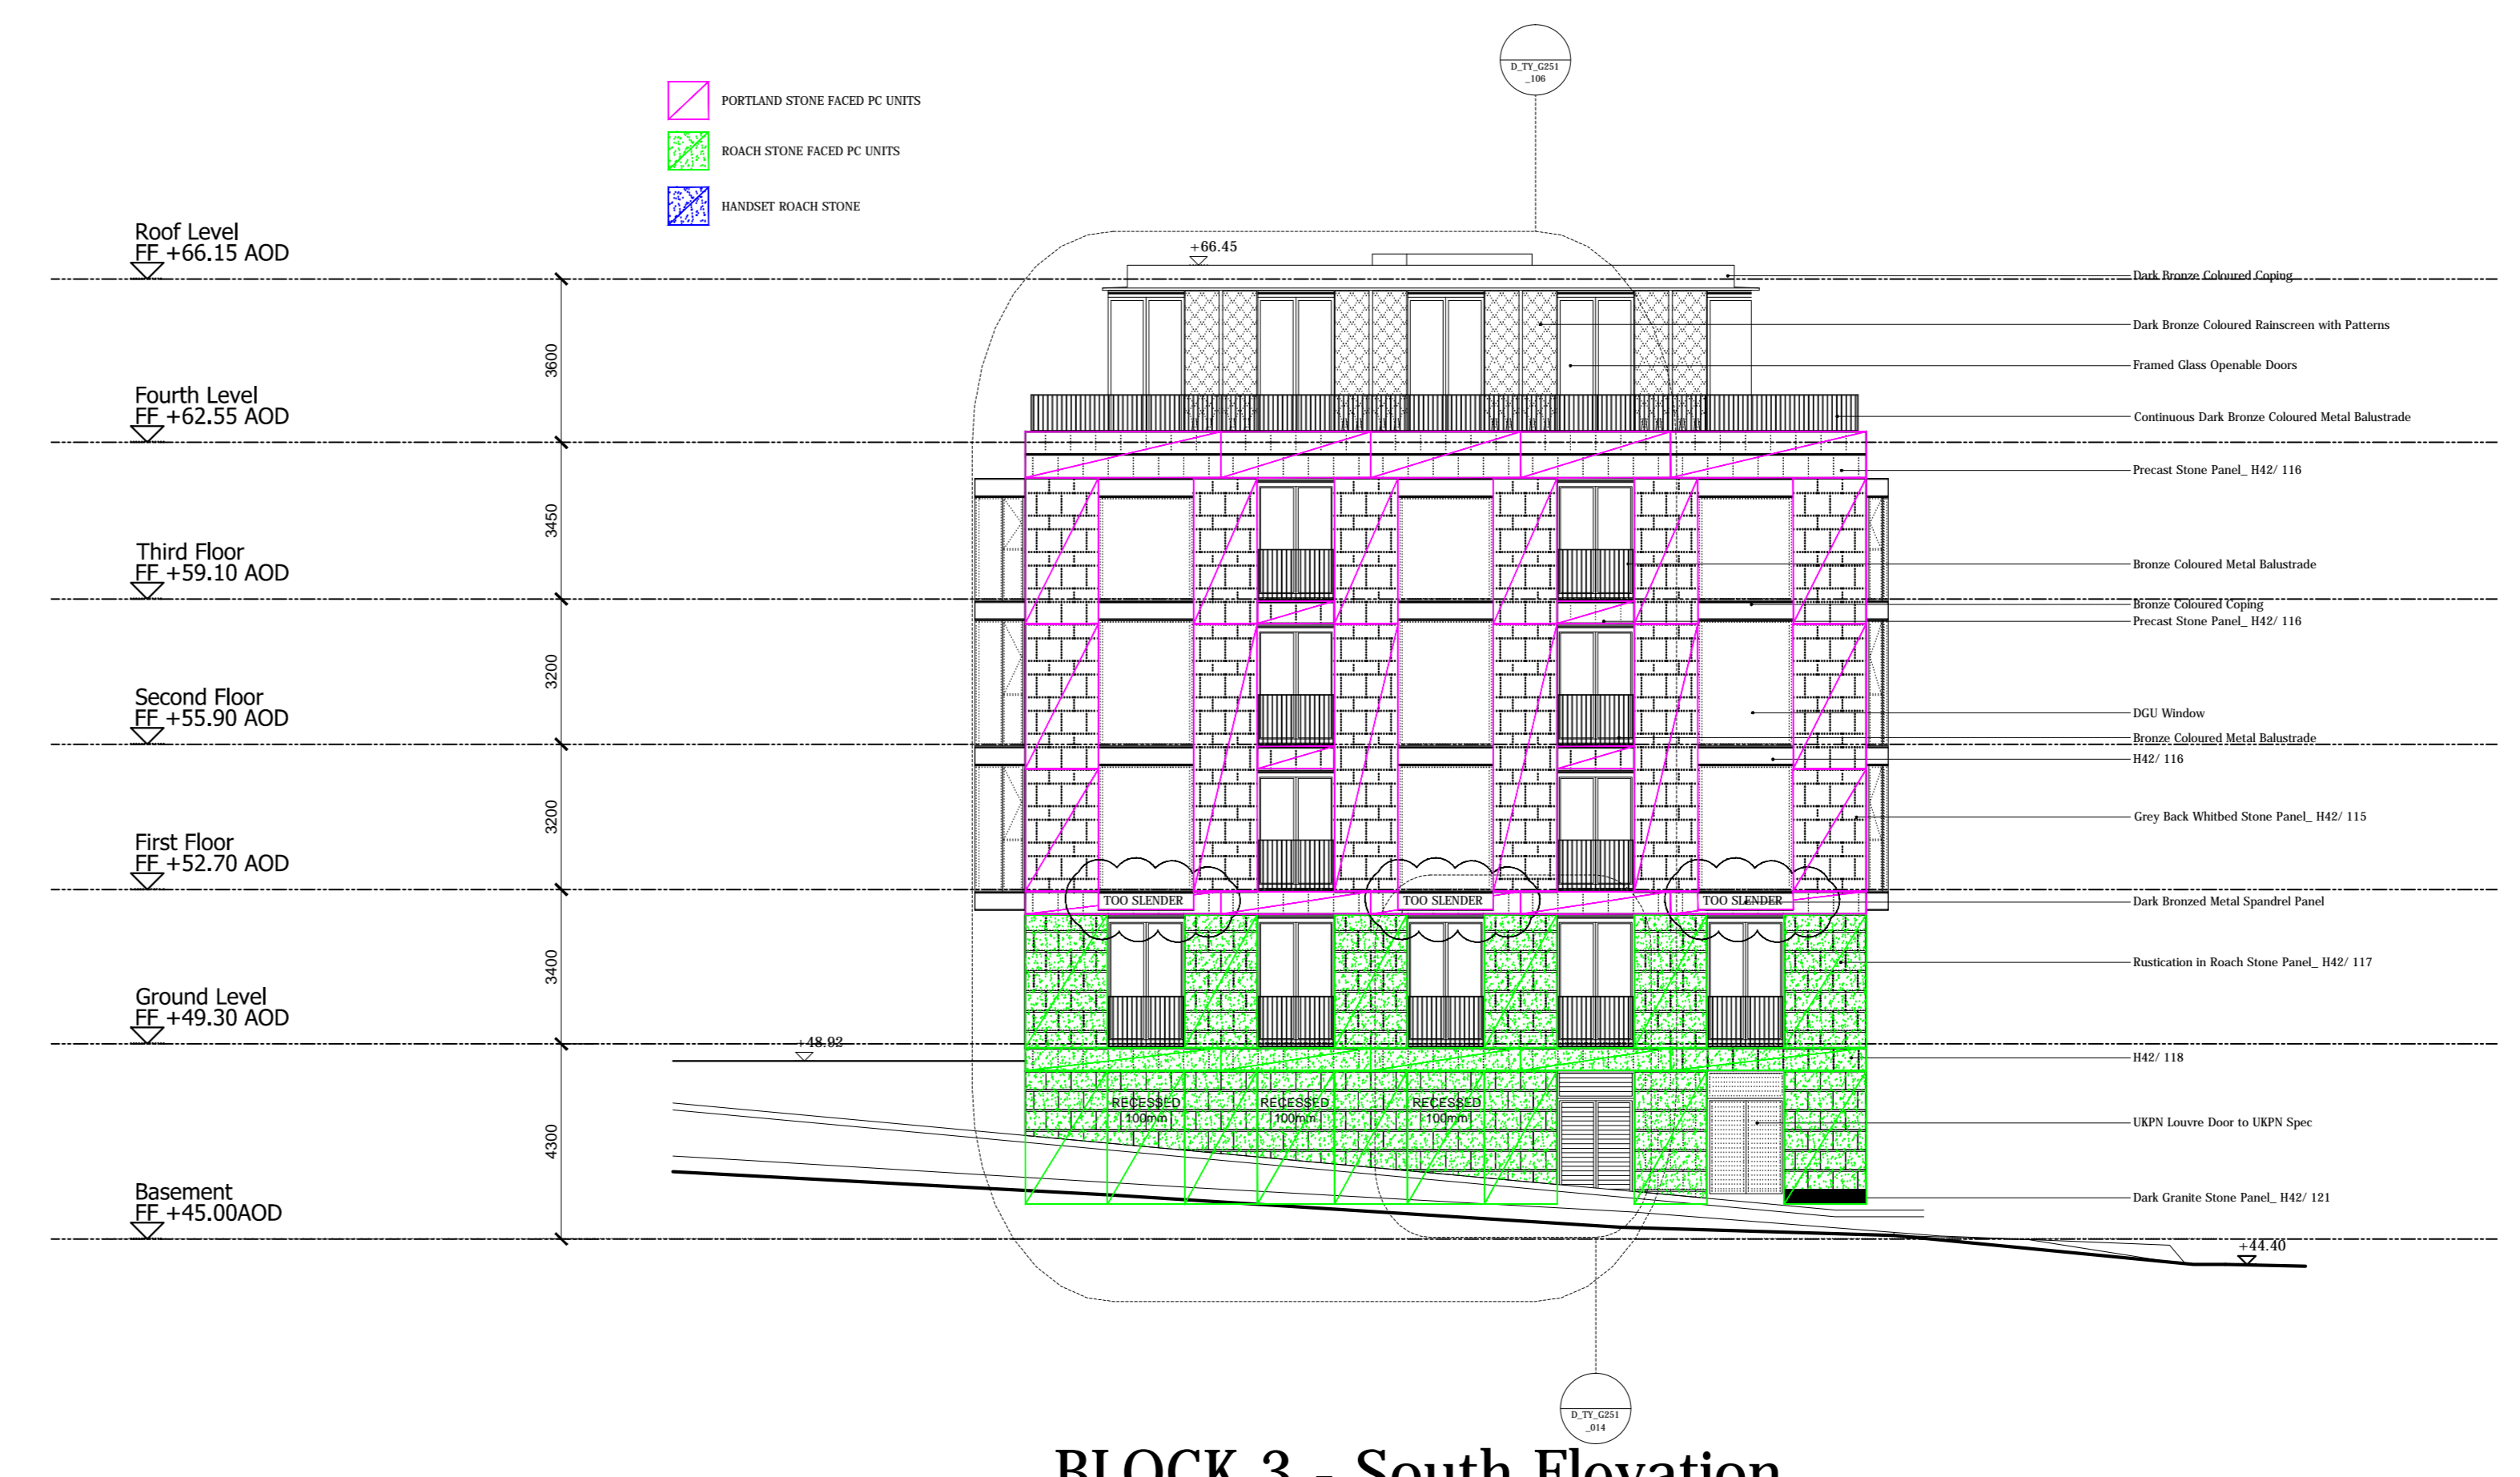 D_TY_G251
_106
PORTLAND STONE FACED PC UNITS
ROACH STONE FACED PC UNITS
HANDSET ROACH STONE
Roof Level
FF +66.15 AOD
+66.45
Dark Bronze Coloured Coping
Dark Bronze Coloured Rainscreen with Patterns
3600
Framed Glass Openable Doors
Fourth Level
FF +62.55 AOD
Continuous Dark Bronze Coloured Metal Balustrade
Precast Stone Panel_ H42/ 116
3450
Third Floor
FF +59.10 AOD
Bronze Coloured Metal Balustrade
Bronze Coloured Coping
Precast Stone Panel_ H42/ 116
3200
Second Floor
FF +55.90 AOD
DGU Window
Bronze Coloured Metal Balustrade
H42/ 116
3200
Grey Back Whitbed Stone Panel_ H42/ 115
First Floor
FF +52.70 AOD
TOO SLENDER TOO SLENDER TOO SLENDER
Dark Bronzed Metal Spandrel Panel
3400
Rustication in Roach Stone Panel_ H42/ 117
Ground Level
FF +49.30 AOD
+48.92
H42/ 118
RECESSED RECESSED RECESSED
100mm 100mm 100mm
UKPN Louvre Door to UKPN Spec
4300
Basement
FF +45.00AOD
Dark Granite Stone Panel_ H42/ 121
+44.40
D_TY_G251
_014
BLOCK 3 - South Elevation